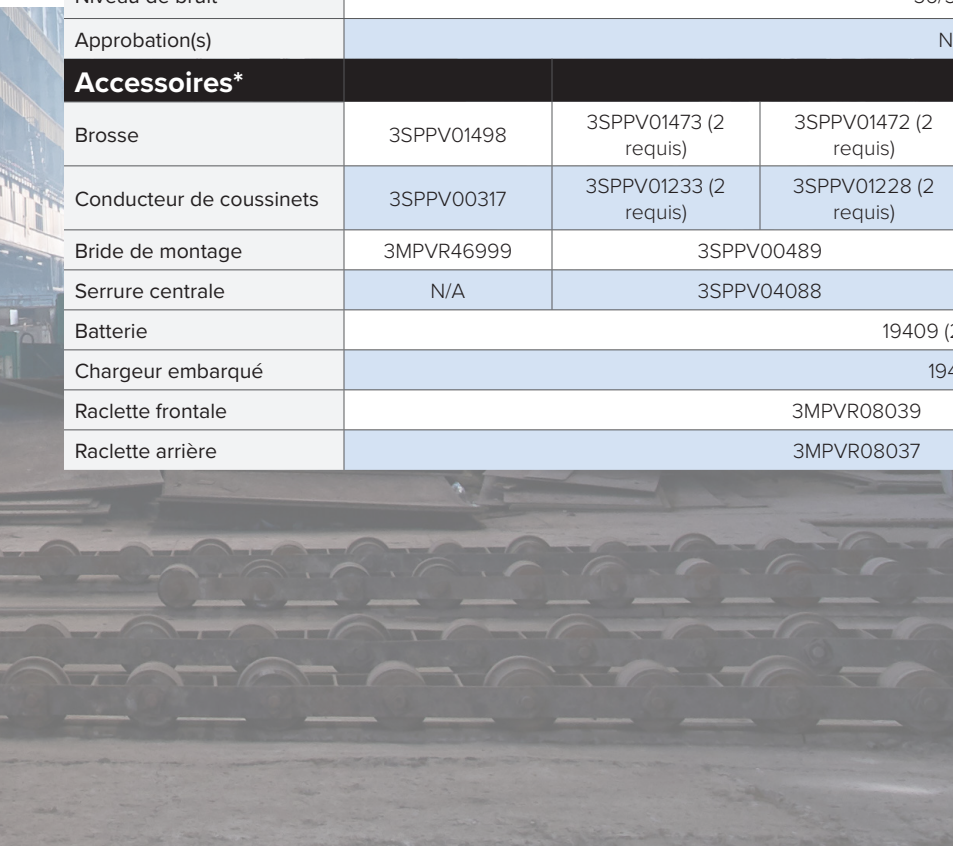 Approbation(s)
Accessoires*
Brosse 3SPPV01498 3SPPV01473 (2 requis) 3SPPV01472 (2 requis)
Conducteur de coussinets 3SPPV00317 3SPPV01233 (2 requis) 3SPPV01228 (2 requis)
Bride de montage 3MPVR46999 3SPPV00489
Serrure centrale N/A 3SPPV04088
Batterie 19409
Chargeur embarqué
Raclette frontale 3MPVR08039
Raclette arrière 3MPVR08037